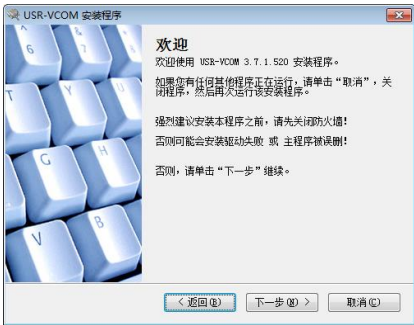 USR-VCOM 安装程序
欢迎
欢迎使用 USR-VCOM 3.7.1.520 安装程序。
如果您有任何其他程序正在运行，请单击“取消”，关
闭程序，然后再次运行该安装程序。
强烈建议安装本程序之前，请先关闭防火墙！
否则可能会安装驱动失败 或 主程序被误删！
否则，请单击“下一步”继续。
6
8
T
Y
U
G
H
V
B
< 返回(B)
下一步(N) >
取消(C)